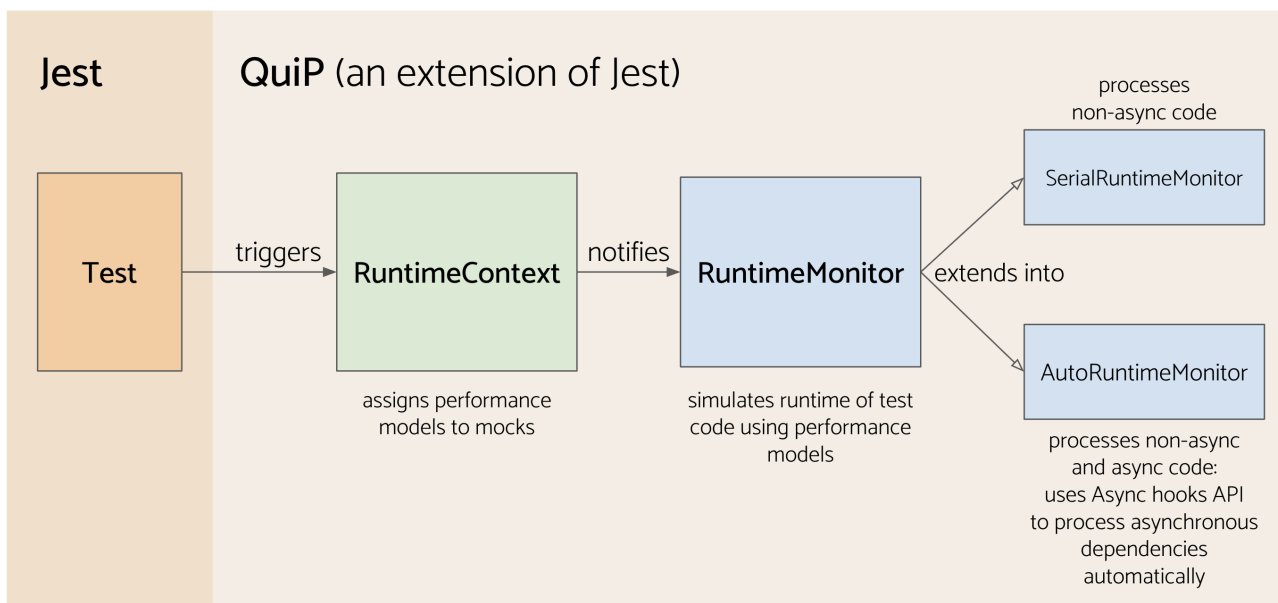 Jest
QuiP (an extension of Jest)
processes
non-async code
SerialRuntimeMonitor
Test
triggers
RuntimeContext
notifies
RuntimeMonitor
extends into
assigns performance
models to mocks
simulates runtime of test
code using performance
models
AutoRuntimeMonitor
processes non-async
and async code:
uses Async hooks API
to process asynchronous
dependencies
automatically